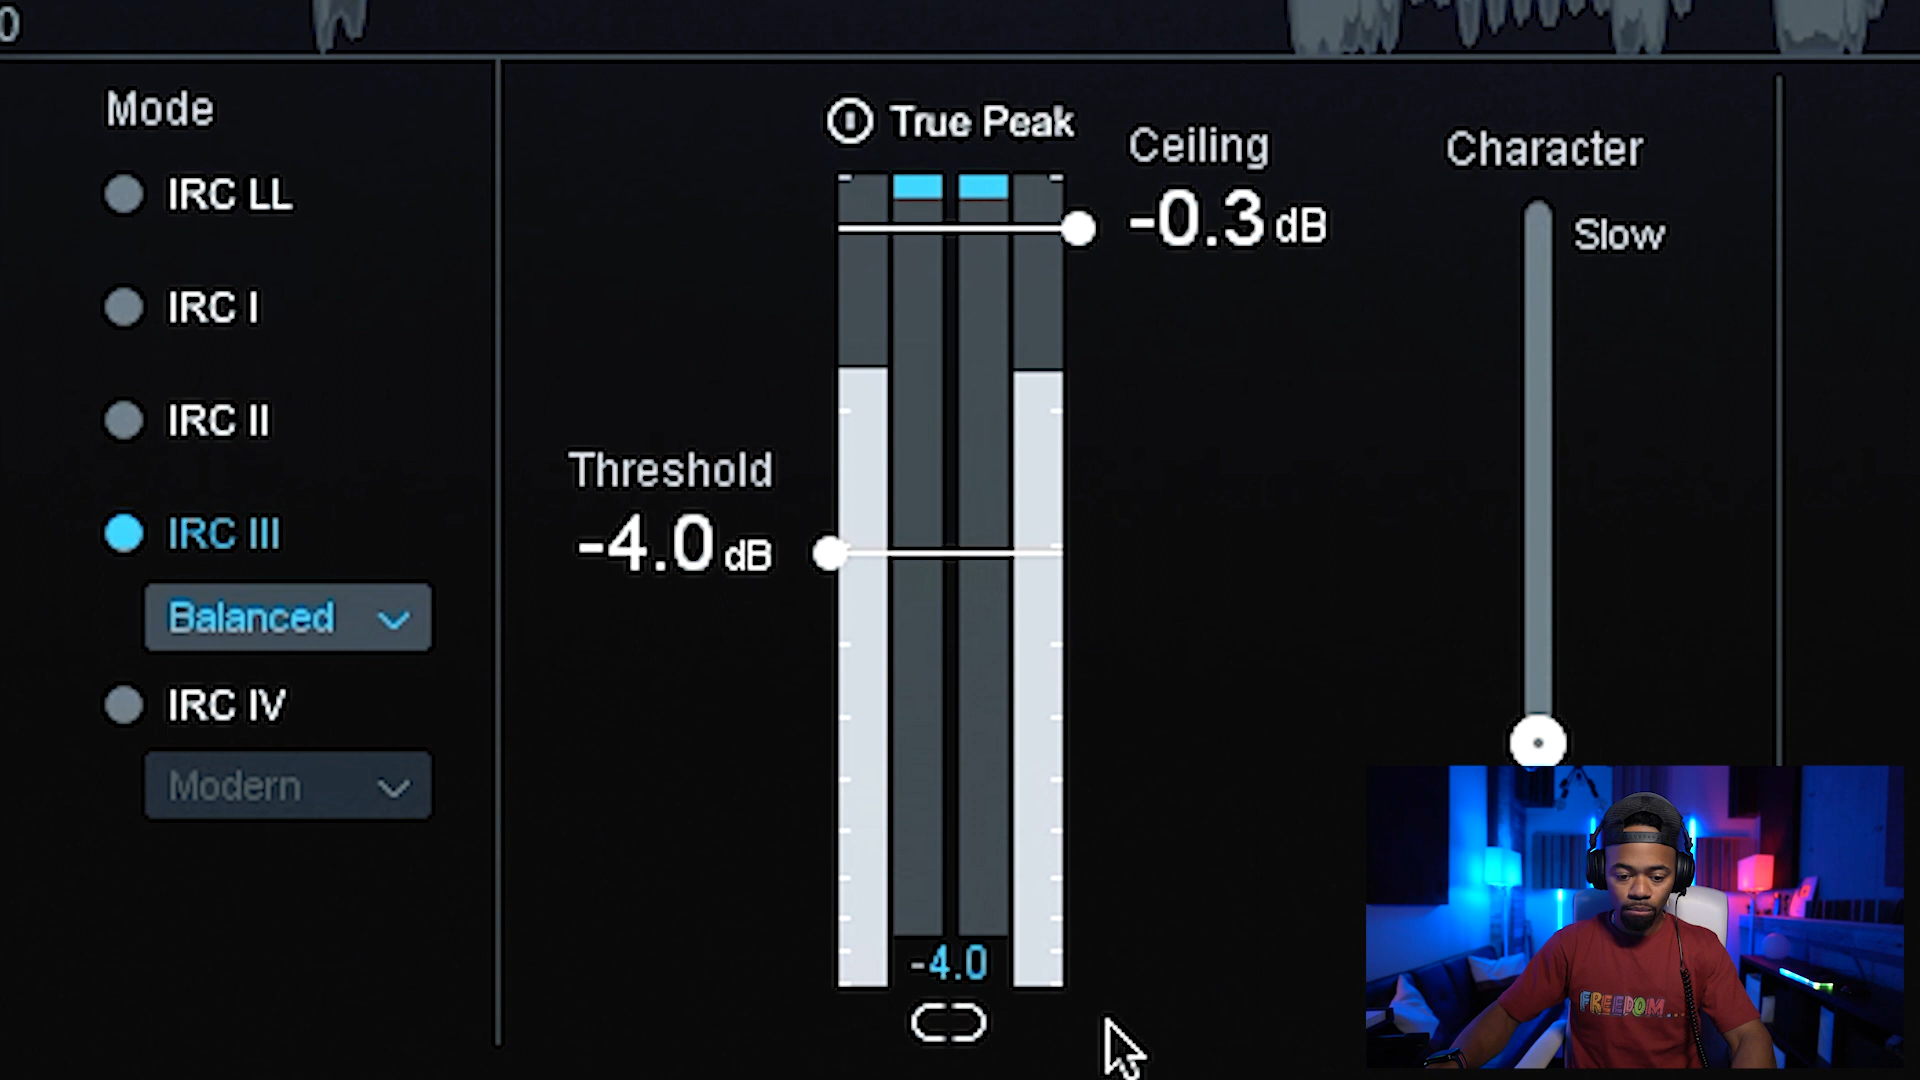 0
Mode
IRC LL
IRC I
IRC II
IRC III
Balanced
IRC IV
Modern
True Peak
Ceiling
-0.3 dB
Threshold
-4.0 dB
-4.0
Character
Slow
FREEDOM...